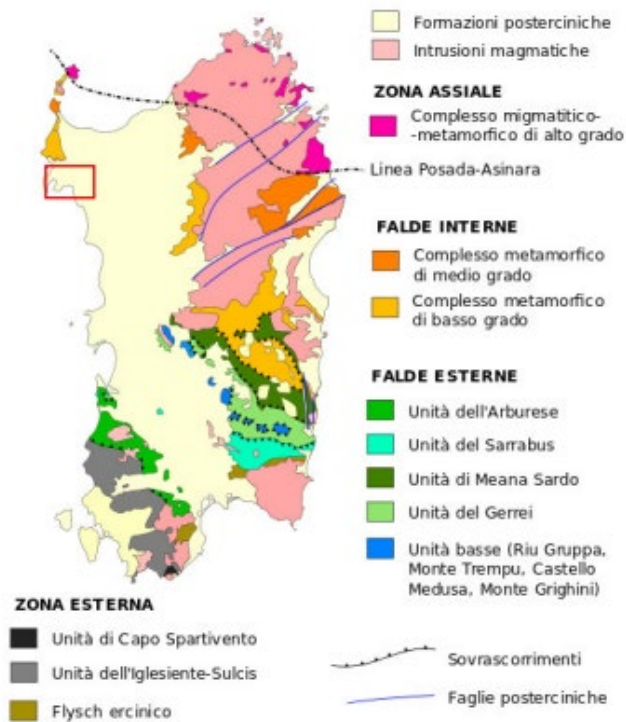 Formazioni posterciniche
Intrusioni magmatiche
ZONA ASSIALE
Complesso migmatitico-
-metamorfico di alto grado
Linea Posada-Asinara
FALDE INTERNE
Complesso metamorfico
di medio grado
Complesso metamorfico
di basso grado
FALDE ESTERNE
Unità dell'Arburese
Unità del Sarrabus
Unità di Meana Sardo
Unità del Gerrei
Unità basse (Riu Gruppa,
Monte Trempu, Castello
Medusa, Monte Grighini)
ZONA ESTERNA
Unità di Capo Spartivento
Unità dell'Iglesiente-Sulcis
Flysch ercinico
Sovrascorrimenti
Faglie posterciniche